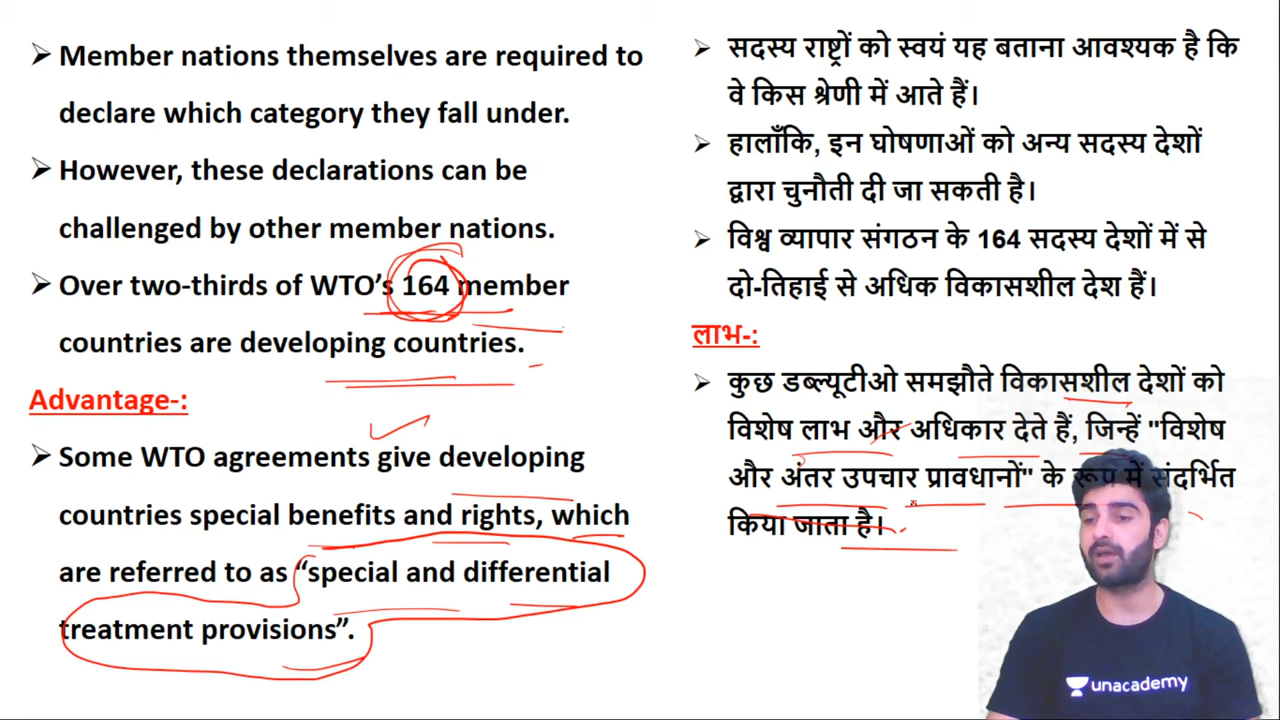 Member nations themselves are required to
declare which category they fall under.
However, these declarations can be
challenged by other member nations.
Over two-thirds of WTO's 164 member
countries are developing countries.
Advantage-:
Some WTO agreements give developing
countries special benefits and rights, which
are referred to as “special and differential
treatment provisions”.
सदस्य राष्ट्रों को स्वयं यह बताना आवश्यक है कि
वे किस श्रेणी में आते हैं।
हालाँकि, इन घोषणाओं को अन्य सदस्य देशों
द्वारा चुनौती दी जा सकती है।
विश्व व्यापार संगठन के 164 सदस्य देशों में से
दो-तिहाई से अधिक विकासशील देश हैं।
लाभ-:
कुछ डब्ल्यूटीओ समझौते विकासशील देशों को
विशेष लाभ और अधिकार देते हैं, जिन्हें "विशेष
और अंतर उपचार प्रावधानों" के रूप में संदर्भित
किया जाता है।
unacademy